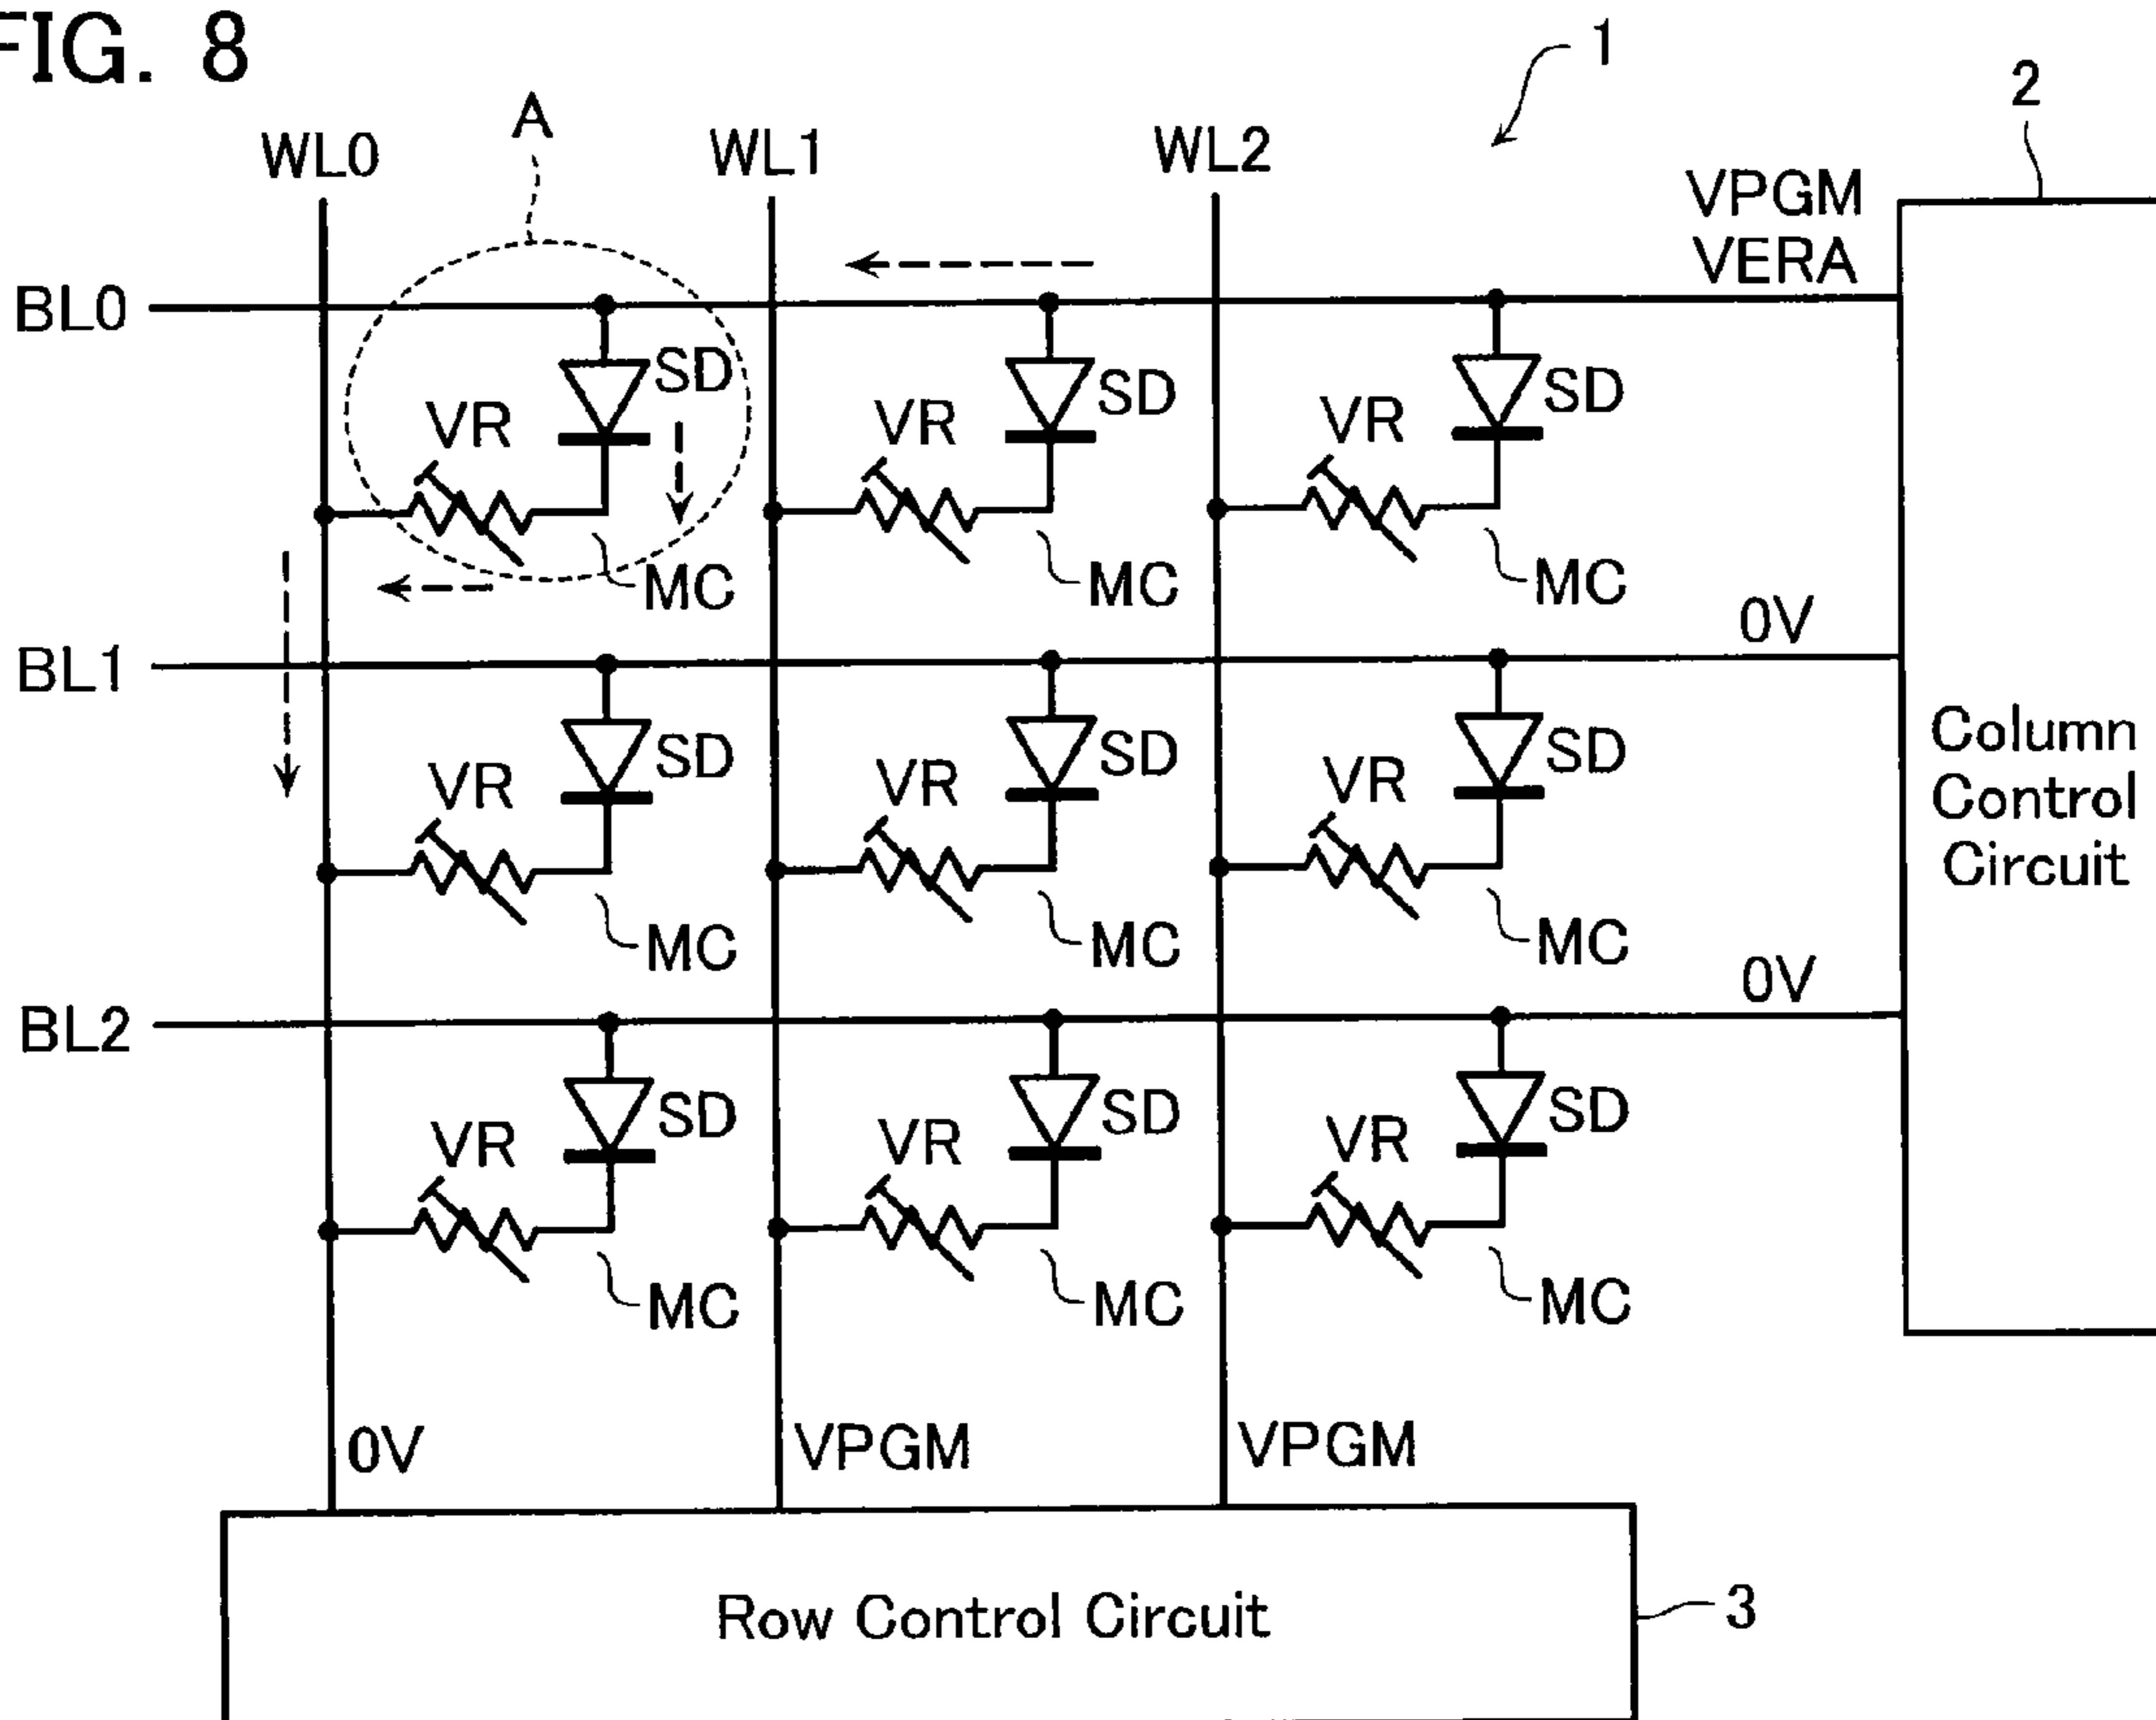 FIG. 8
1
2
A
WL0 WL1 WL2
VPGM
VERA
BL0
SD SD SD
VR VR VR
MC MC MC
0V
BL1
SD SD SD
VR VR VR
MC MC MC
Column
Control
Circuit
0V
BL2
SD SD SD
VR VR VR
MC MC MC
0V VPGM VPGM
Row Control Circuit
3